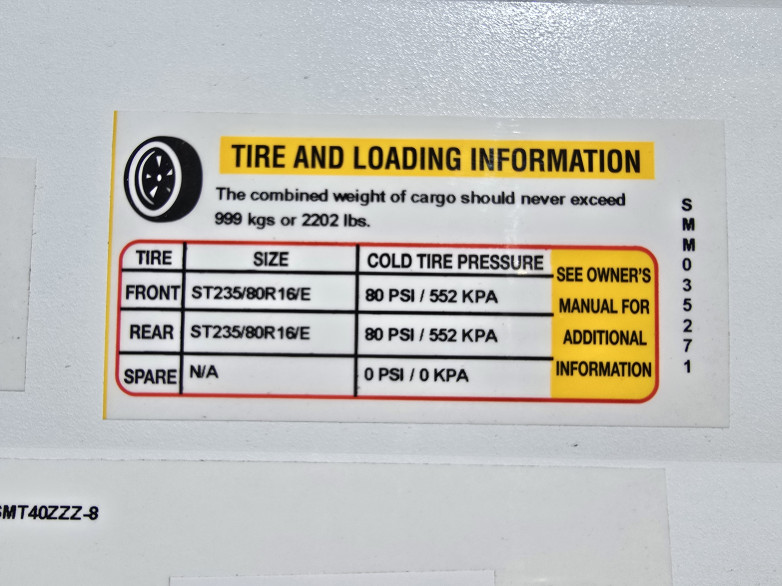 TIRE AND LOADING INFORMATION
The combined weight of cargo should never exceed
999 kgs or 2202 lbs.
TIRE SIZE COLD TIRE PRESSURE
FRONT ST235/80R16/E 80 PSI / 552 KPA
REAR ST235/80R16/E 80 PSI / 552 KPA
SPARE N/A 0 PSI / 0 KPA
SEE OWNER'S
MANUAL FOR
ADDITIONAL
INFORMATION
SMM035271
SMT40ZZZ-8